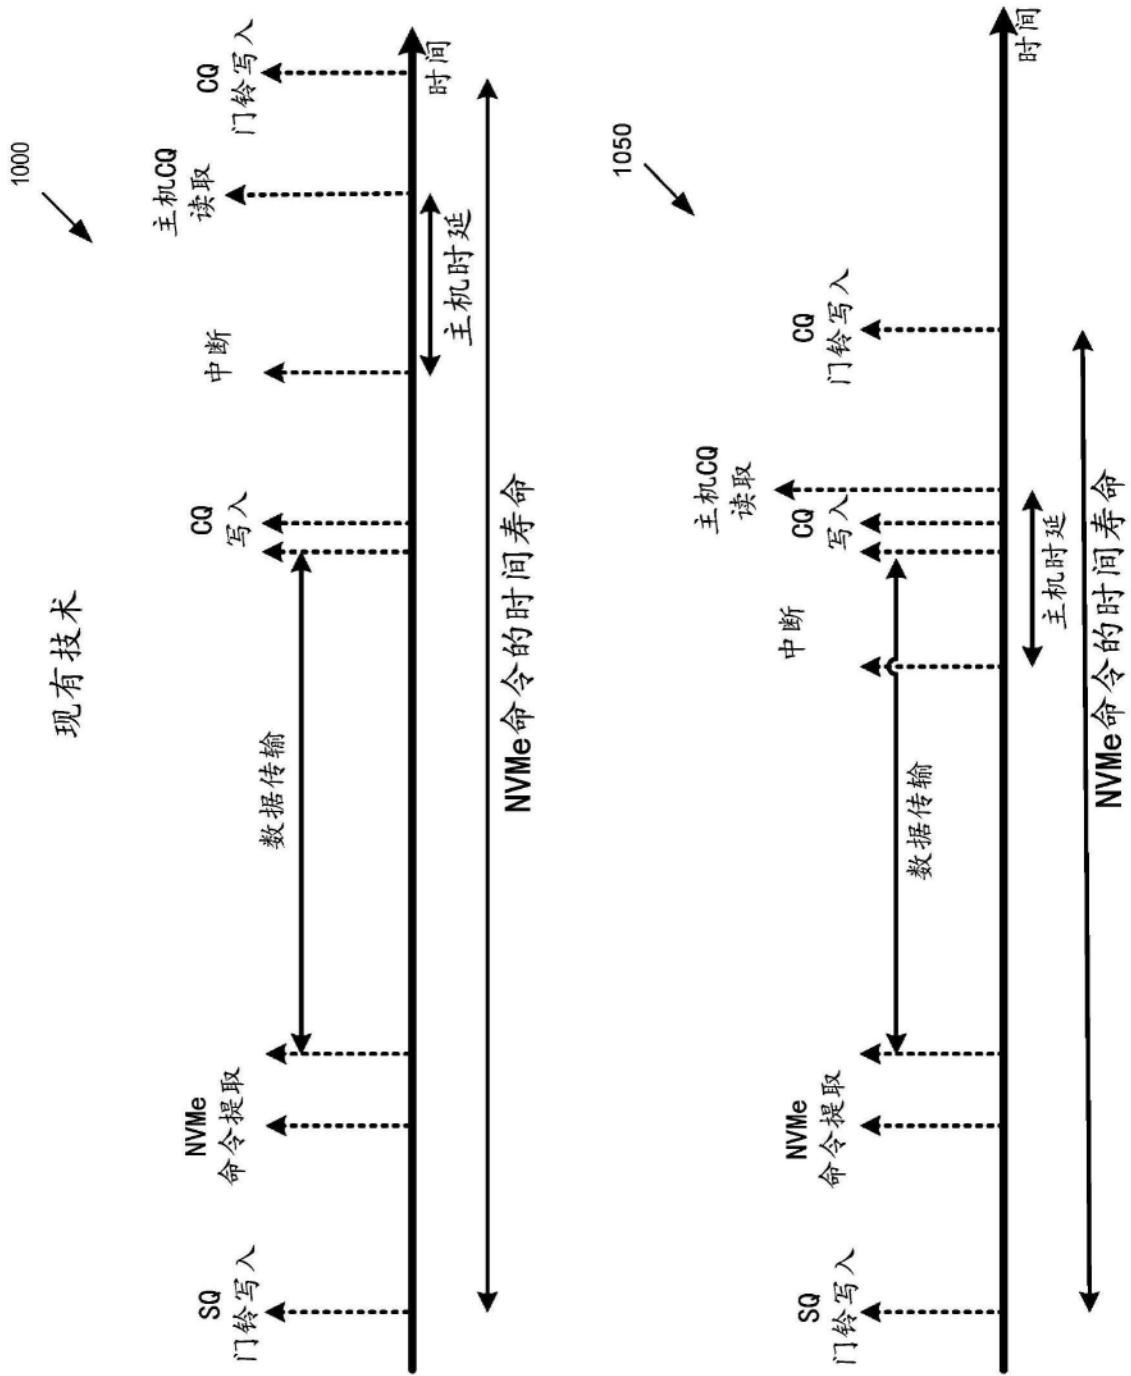 现有技术
1000
SQ
门铃写入
NVMe
命令提取
数据传输
CQ
写入
中断
主机CQ
读取
CQ
门铃写入
时间
主机时延
NVMe命令的时间寿命
1050
SQ
门铃写入
NVMe
命令提取
数据传输
中断
CQ
写入
主机CQ
读取
CQ
门铃写入
时间
主机时延
NVMe命令的时间寿命